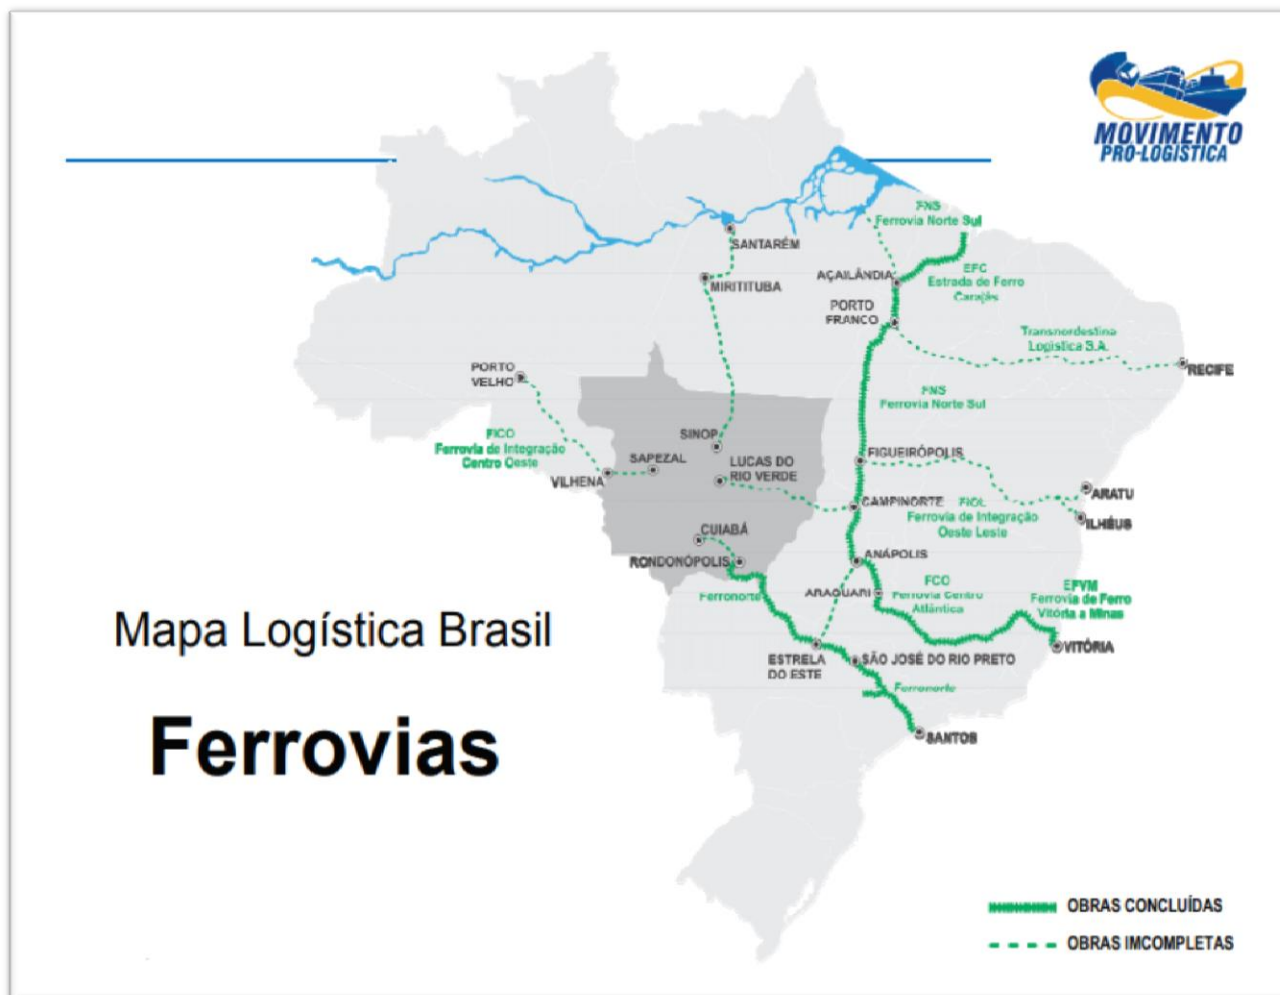 MOVIMENTO
PRO-LOGÍSTICA
FNS
Ferrovia Norte Sul
SANTARÉM
EFC
Estrada de Ferro
Carajás
AÇAILÂNDIA
MIRITITUBA
PORTO
FRANCO
Transnordestina
Logística S.A.
RECIFE
PORTO
VELHO
FNS
Ferrovia Norte Sul
FICO
Ferrovia de Integração
Centro Oeste
SINOP
SAPEZAL
LUCAS DO
RIO VERDE
FIGUEIRÓPOLIS
VILHENA
ARATU
CAMPINORTE
FIOL
Ferrovia de Integração
Oeste Leste
ILHÉUS
CUIABÁ
RONDONÓPOLIS
ANÁPOLIS
Ferronorte
ARAGUARI
FCO
Ferrovia Centro
Atlântica
EFVM
Ferrovia de Ferro
Vitória a Minas
VITÓRIA
ESTRELA
DO ESTE
SÃO JOSÉ DO RIO PRETO
Ferronorte
SANTOS
Mapa Logística Brasil
Ferrovias
OBRAS CONCLUÍDAS
OBRAS IMCOMPLETAS